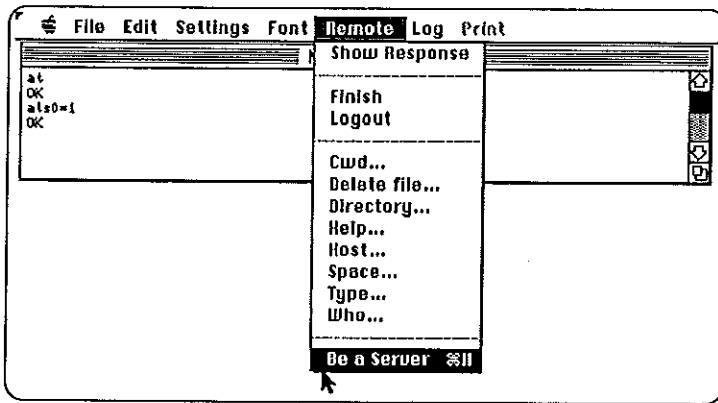 File Edit Settings Font Remote Log Print
Show Response
at
OK
ats0=1
OK
Finish
Logout
Cwd...
Delete file...
Directory...
Help...
Host...
Space...
Type...
Who...
Be a Server